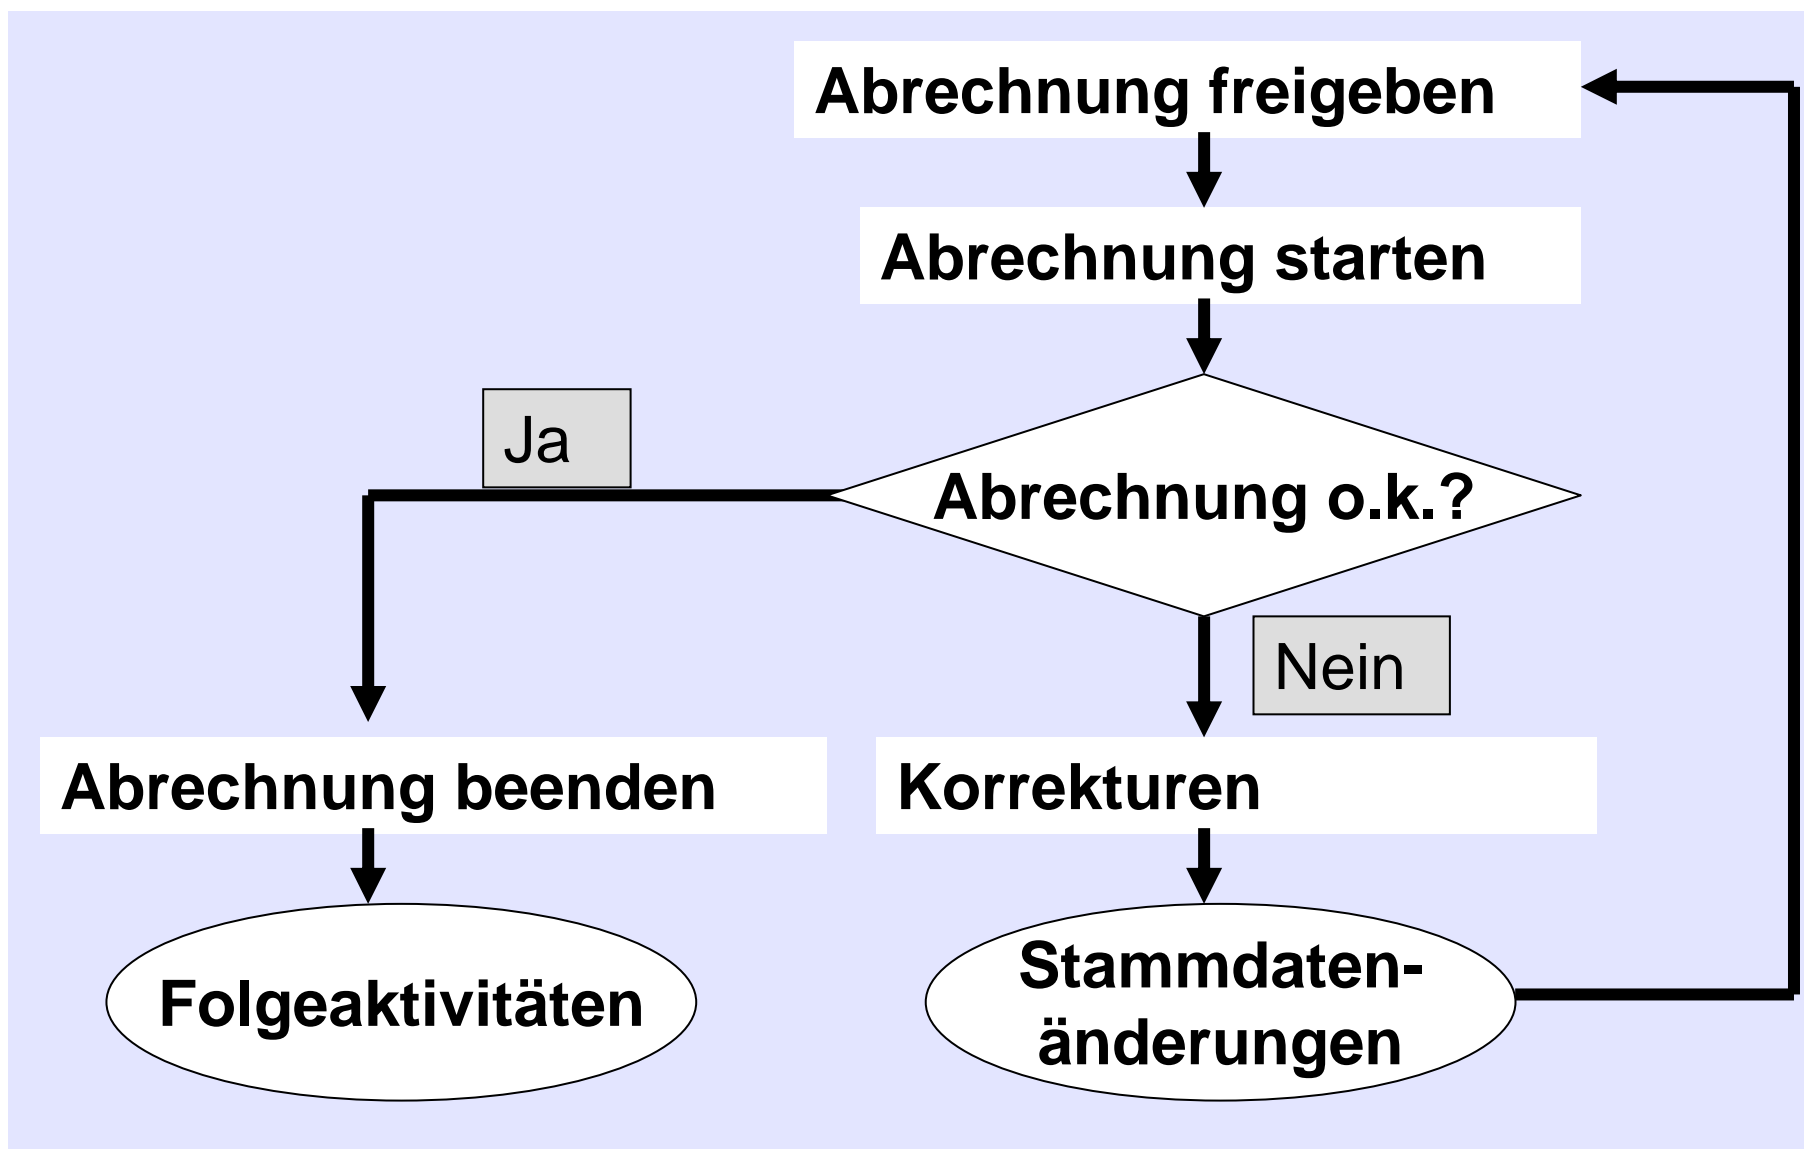 Abrechnung freigeben
Abrechnung starten
Ja
Abrechnung o.k.?
Nein
Abrechnung beenden
Korrekturen
Folgeaktivitäten
Stammdaten-
änderungen